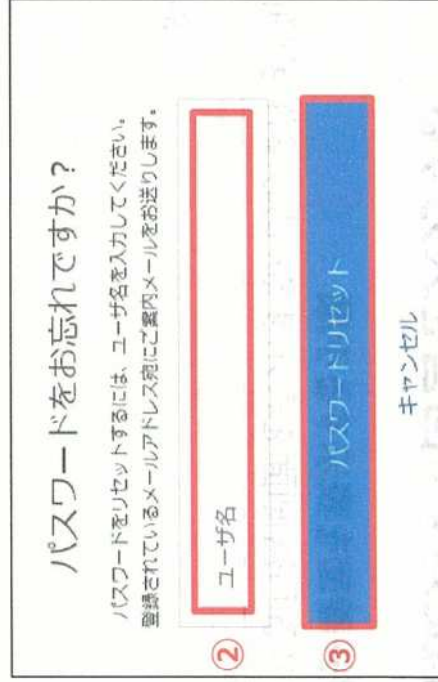 パスワードをお忘れですか？
パスワードをリセットするには、ユーザ名を入力してください。
登録されているメールアドレス宛にご案内メールをお送りします。
② ユーザ名
③ パスワードリセット
キャンセル